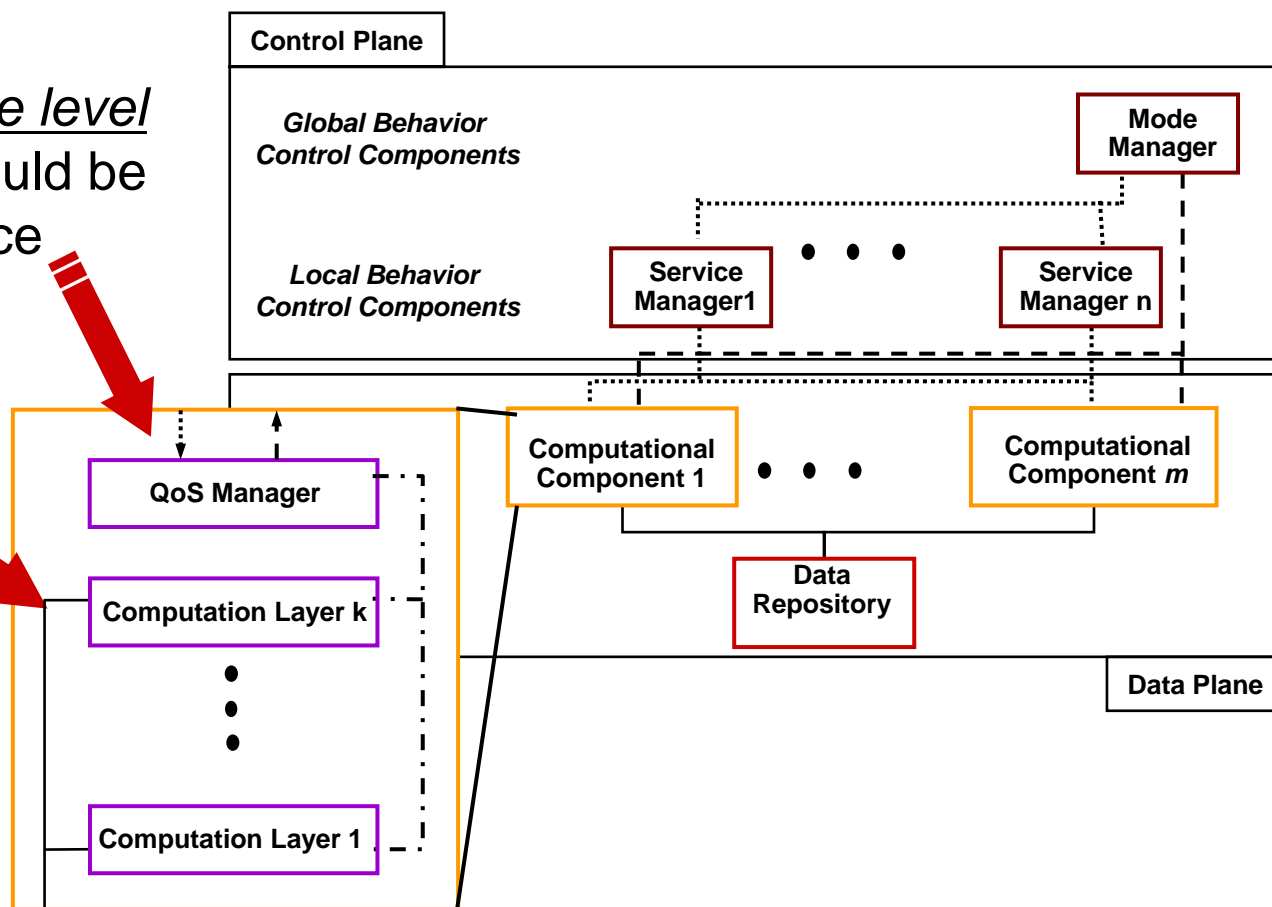 Control Plane
e level
ould be
ce
Global Behavior
Control Components
Mode
Manager
Local Behavior
Control Components
Service
Manager1
Service
Manager n
Computational
Component 1
Computational
Component m
QoS Manager
Computation Layer k
Computation Layer 1
Data
Repository
Data Plane